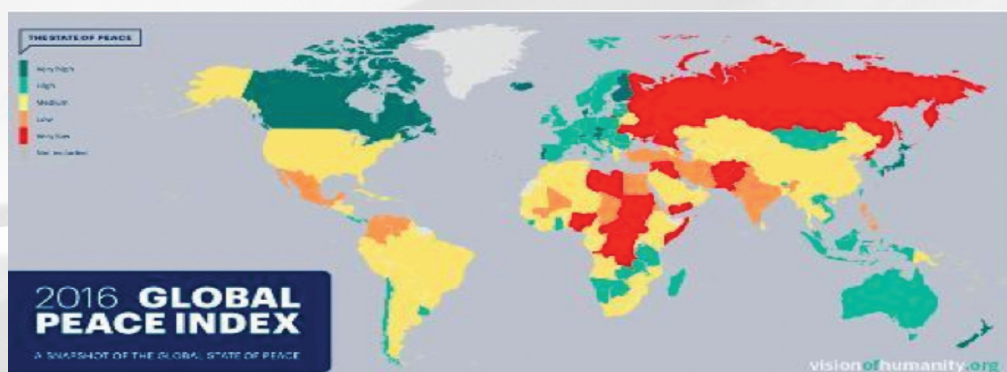 THE STATE OF PEACE
Very high
High
Medium
Low
Very low
Not included
2016 GLOBAL
PEACE INDEX
A SNAPSHOT OF THE GLOBAL STATE OF PEACE
visionofhumanity.org